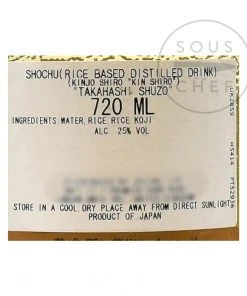 SOUS
CHEF
SHOCHU(RICE BASED DISTILLED DRINK)
(KINJO SHIRO "KIN SHIRO")
"TAKAHASHI SHUZO"
720 ML
INGREDIENTS:WATER, RICE, RICE KOJI
ALC 25% VOL
STORE IN A COOL,DRY PLACE AWAY FROM DIRECT SUNLIGHT
PRODUCT OF JAPAN